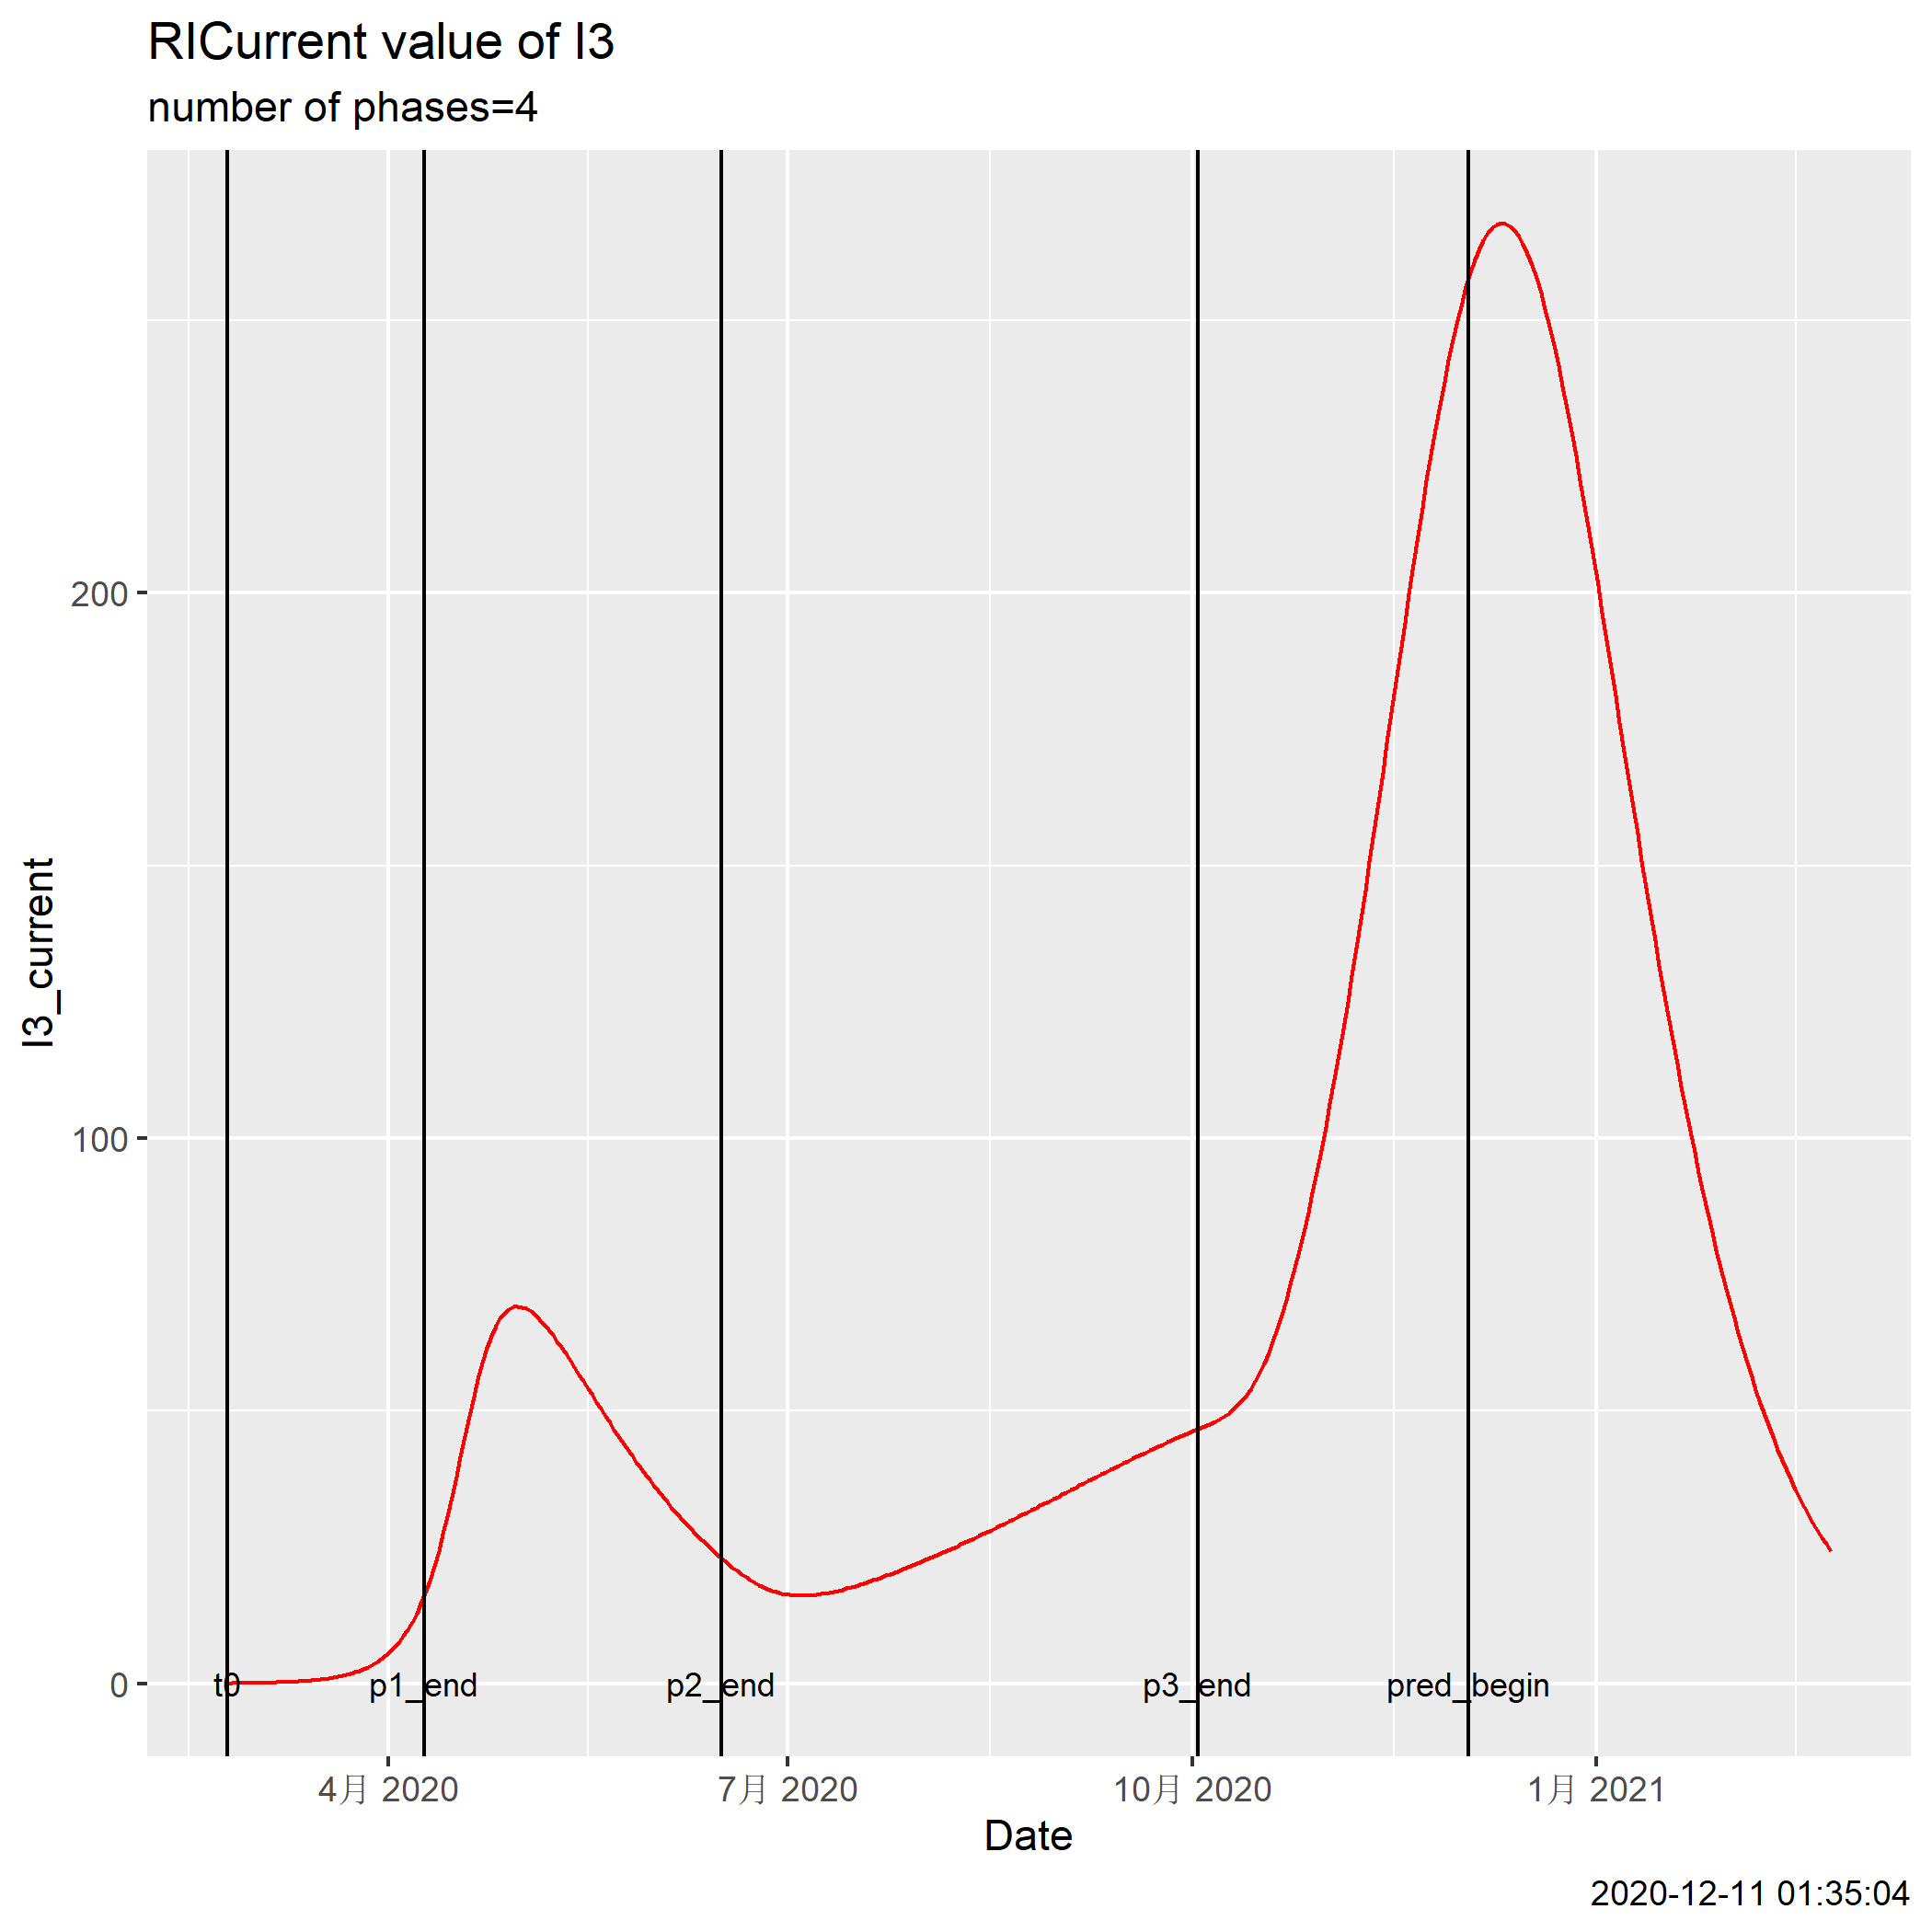 RICurrent value of I3
number of phases=4
I3_current
200
100
0
t0 p1_end p2_end p3_end pred_begin
4月 2020 7月 2020 10月 2020 1月 2021
Date
2020-12-11 01:35:04